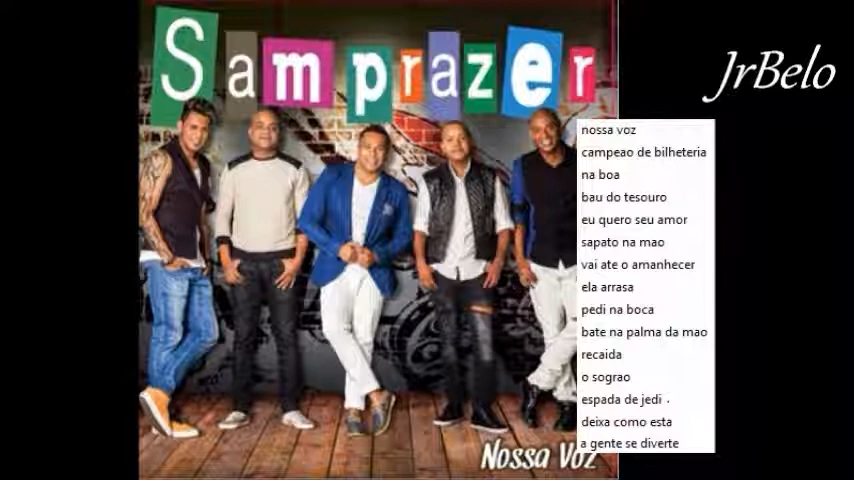 Samprazer
JrBelo
nossa voz
campeao de bilheteria
na boa
bau do tesouro
eu quero seu amor
sapato na mao
vai ate o amanhecer
ela arrasa
pedi na boca
bate na palma da mao
recaida
o sograo
espada de jedi .
deixa como esta
a gente se diverte
Nossa Voz